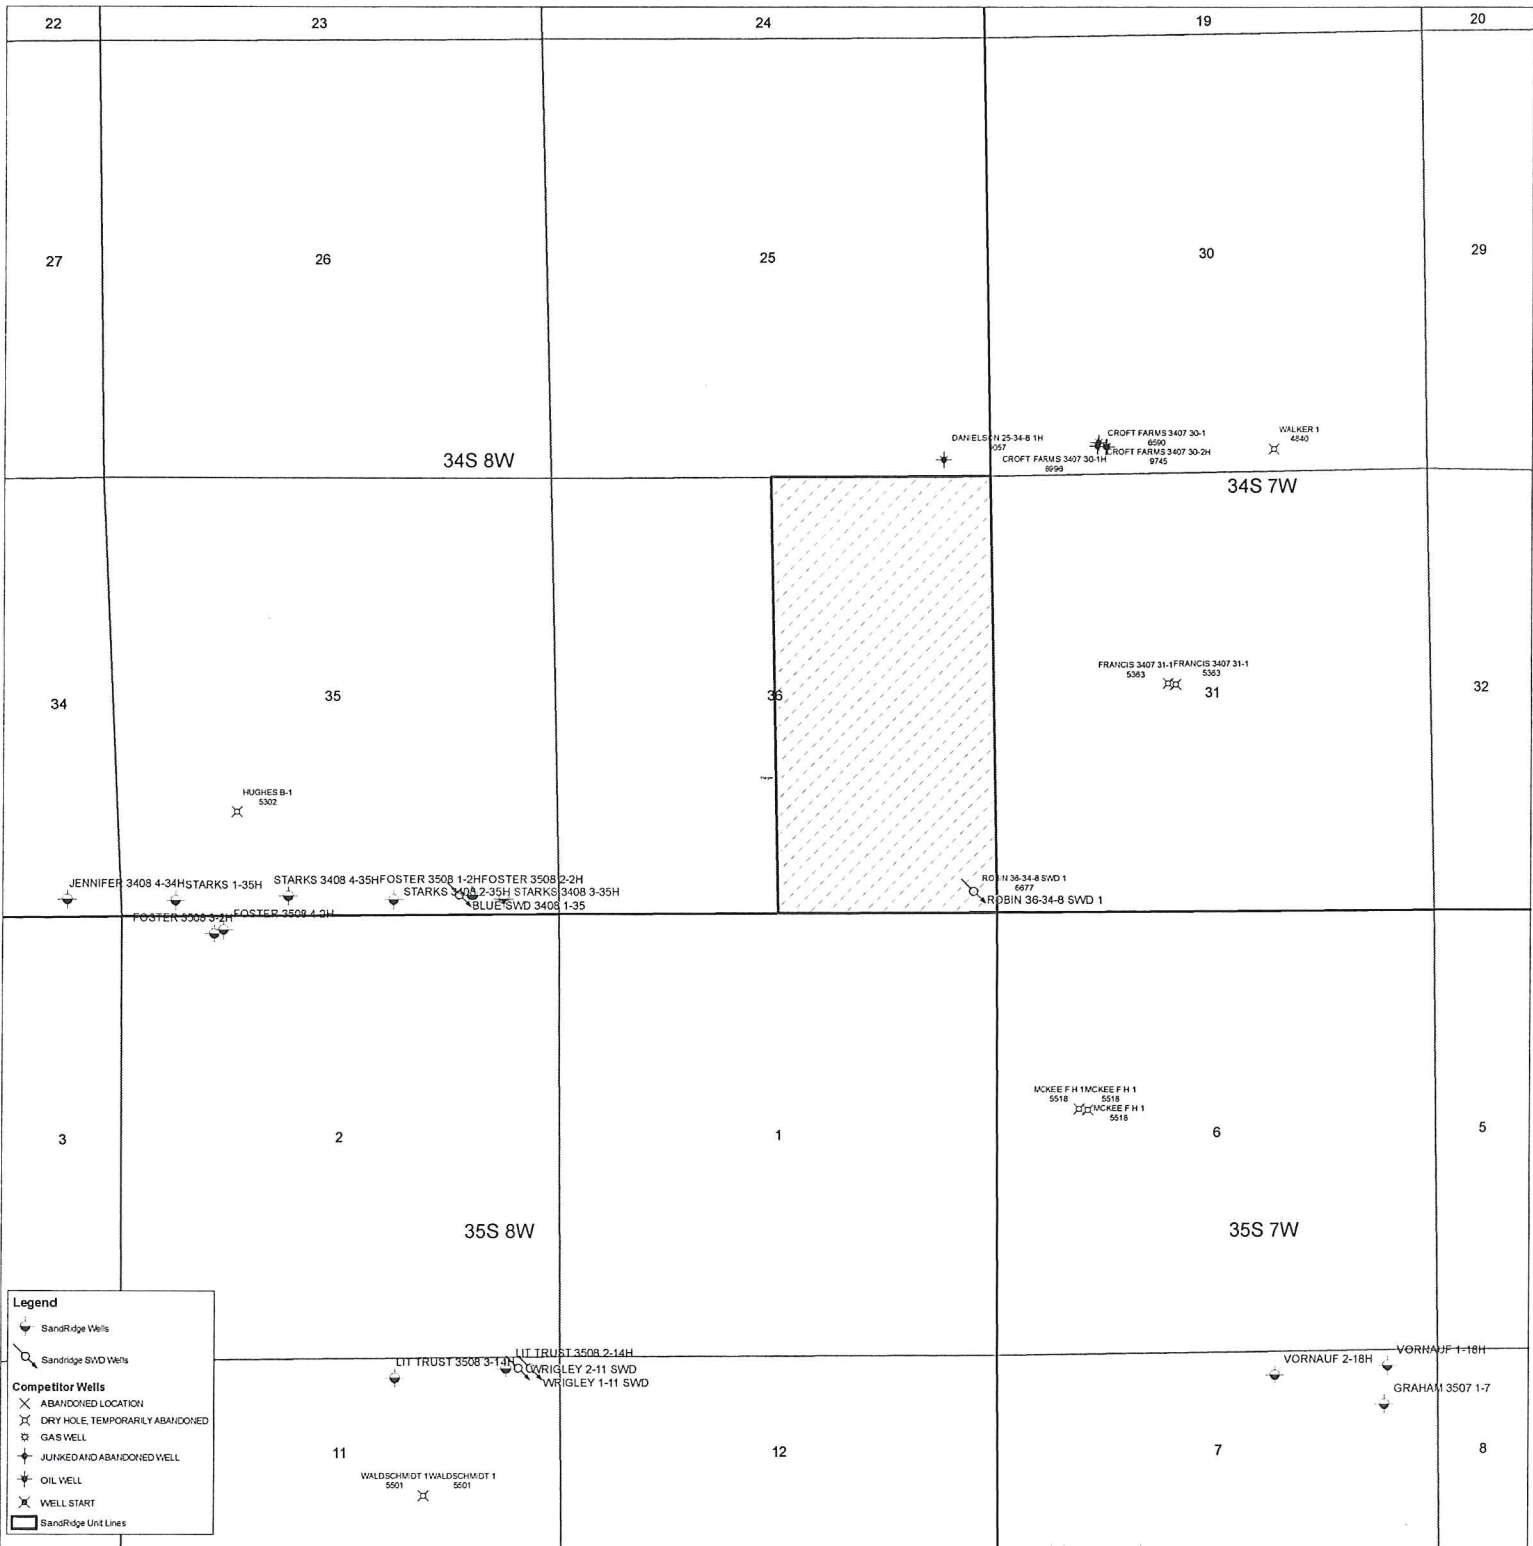 22
23
24
19
20
27
26
25
30
29
DANIELSON 25-34-8 1H
CROFT FARMS 3407 30-1
6590
CROFT FARMS 3407 30-2H
9745
CROFT FARMS 3407 30-1H
8996
WALKER 1
4840
34S 8W
34S 7W
34
35
36
FRANCIS 3407 31-1
5363
FRANCIS 3407 31-1
5363
31
32
HUGHES B-1
5302
JENNIFER 3408 4-34H
STARKS 1-35H
STARKS 3408 4-35H
FOSTER 3508 1-2H
FOSTER 3508 2-2H
STARKS 3408 2-35H
STARKS 3408 3-35H
BLUE SWD 3408 1-35
ROBIN 36-34-8 SWD 1
6677
ROBIN 36-34-8 SWD 1
FOSTER 3508 3-2H
FOSTER 3508 4-2H
MCKEE F H 1
5518
MCKEE F H 1
5518
MCKEE F H 1
5518
3
2
1
6
5
35S 8W
35S 7W
LIT TRUST 3508 3-14H
LIT TRUST 3508 2-14H
WRIGLEY 2-11 SWD
WRIGLEY 1-11 SWD
VORNAUF 2-18H
VORNAUF 1-18H
GRAHAM 3507 1-7
11
12
7
8
WALDSCHMIDT 1
5501
WALDSCHMIDT 1
5501
Legend
SandRidge Wells
Sandridge SWD Wells
Competitor Wells
ABANDONED LOCATION
DRY HOLE, TEMPORARILY ABANDONED
GAS WELL
JUNKED AND ABANDONED WELL
OIL WELL
WELL START
SandRidge Unit Lines